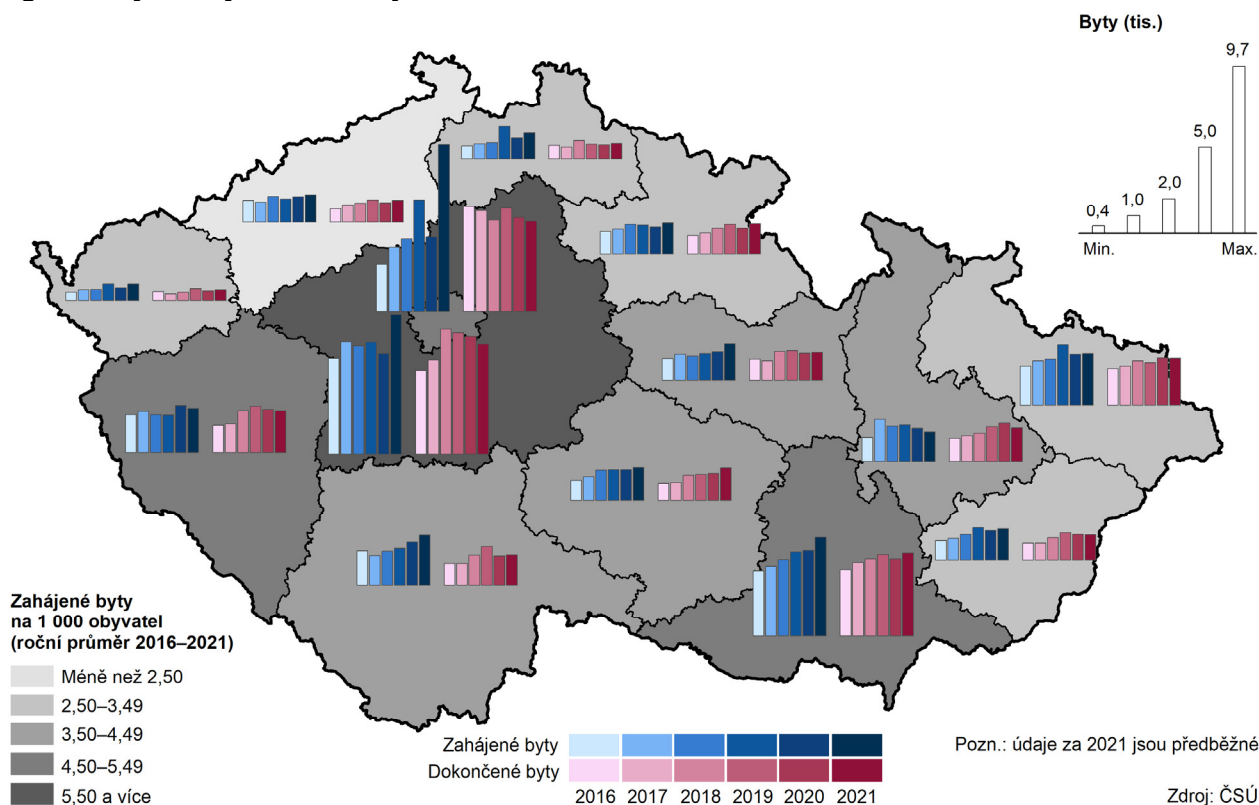 Byty (tis.)
9,7
5,0
2,0
1,0
0,4
Min.
Max.
Zahájené byty
na 1 000 obyvatel
(roční průměr 2016–2021)
Méně než 2,50
2,50–3,49
3,50–4,49
4,50–5,49
5,50 a více
Zahájené byty
Dokončené byty
2016 2017 2018 2019 2020 2021
Pozn.: údaje za 2021 jsou předběžné
Zdroj: ČSÚ